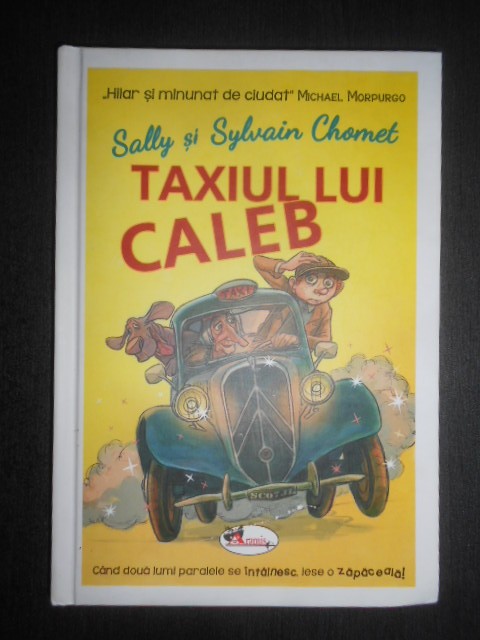 „Hilar și minunat de ciudat" MICHAEL MORPURGO
Sally și Sylvain Chomet
TAXIUL LUI
CALEB
TAXI
Aramis
Când două lumi paralele se întâlnesc, iese o zăpăceală!